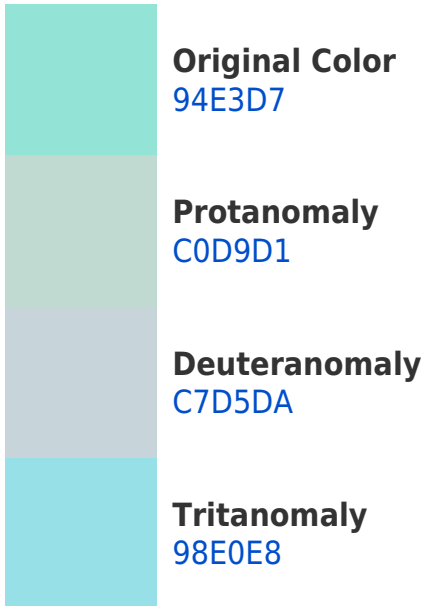 Original Color
94E3D7
Protanomaly
C0D9D1
Deuteranomaly
C7D5DA
Tritanomaly
98E0E8